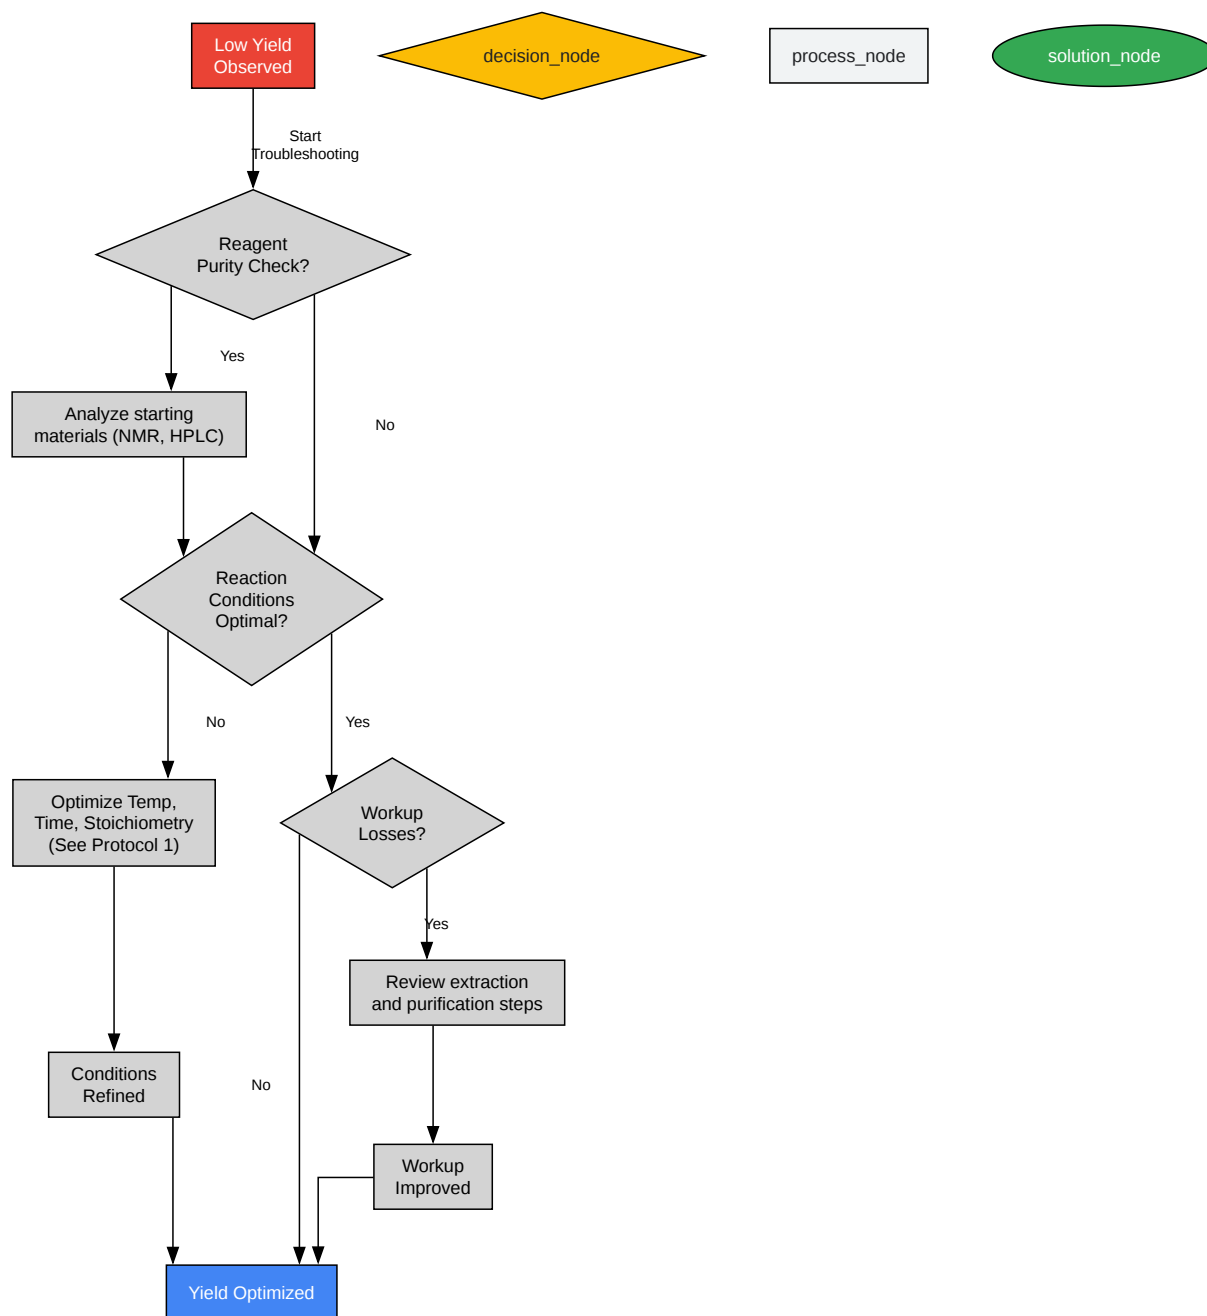 Low Yield
Observed
decision_node
process_node
solution_node
Start
Troubleshooting
Reagent
Purity Check?
Yes
Analyze starting
materials (NMR, HPLC)
No
Reaction
Conditions
Optimal?
No
Yes
Optimize Temp,
Time, Stoichiometry
(See Protocol 1)
Workup
Losses?
Yes
Review extraction
and purification steps
Conditions
Refined
No
Workup
Improved
Yield Optimized